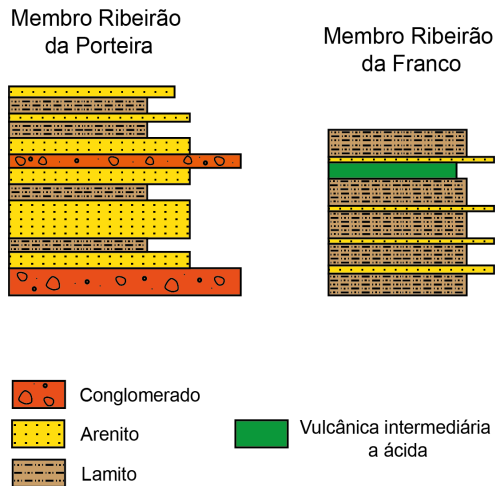 Membro Ribeirão
da Porteira
Membro Ribeirão
da Franco
Conglomerado
Arenito
Lamito
Vulcânica intermediária
a ácida